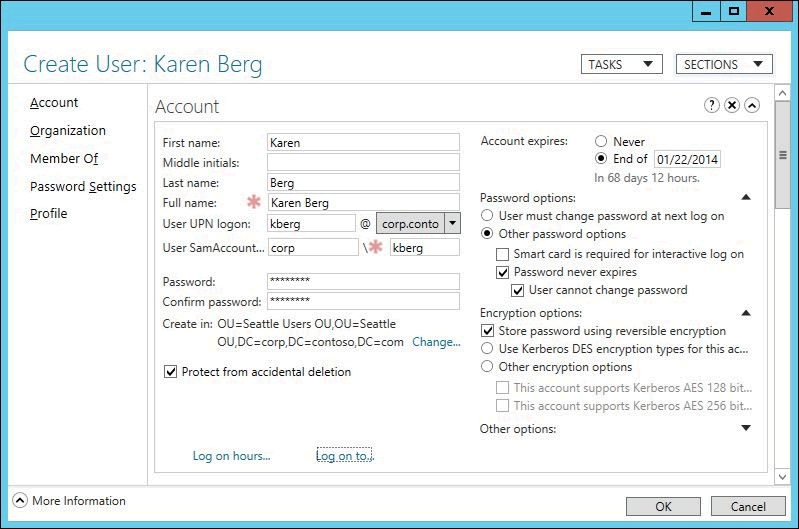 Create User: Karen Berg
TASKS
SECTIONS
Account
Organization
Member Of
Password Settings
Profile
Account
First name: Karen
Middle initials:
Last name: Berg
Full name: * Karen Berg
User UPN logon: kberg @ corp.conto
User SamAccount... corp \* kberg
Password: ********
Confirm password: ********
Create in: OU=Seattle Users OU,OU=Seattle
OU,DC=corp,DC=contoso,DC=com Change...
Protect from accidental deletion
Log on hours... Log on to...
Account expires: Never
End of 01/22/2014
In 68 days 12 hours.
Password options:
User must change password at next log on
Other password options
Smart card is required for interactive log on
Password never expires
User cannot change password
Encryption options:
Store password using reversible encryption
Use Kerberos DES encryption types for this ac...
Other encryption options
This account supports Kerberos AES 128 bit...
This account supports Kerberos AES 256 bit...
Other options:
More Information
OK
Cancel